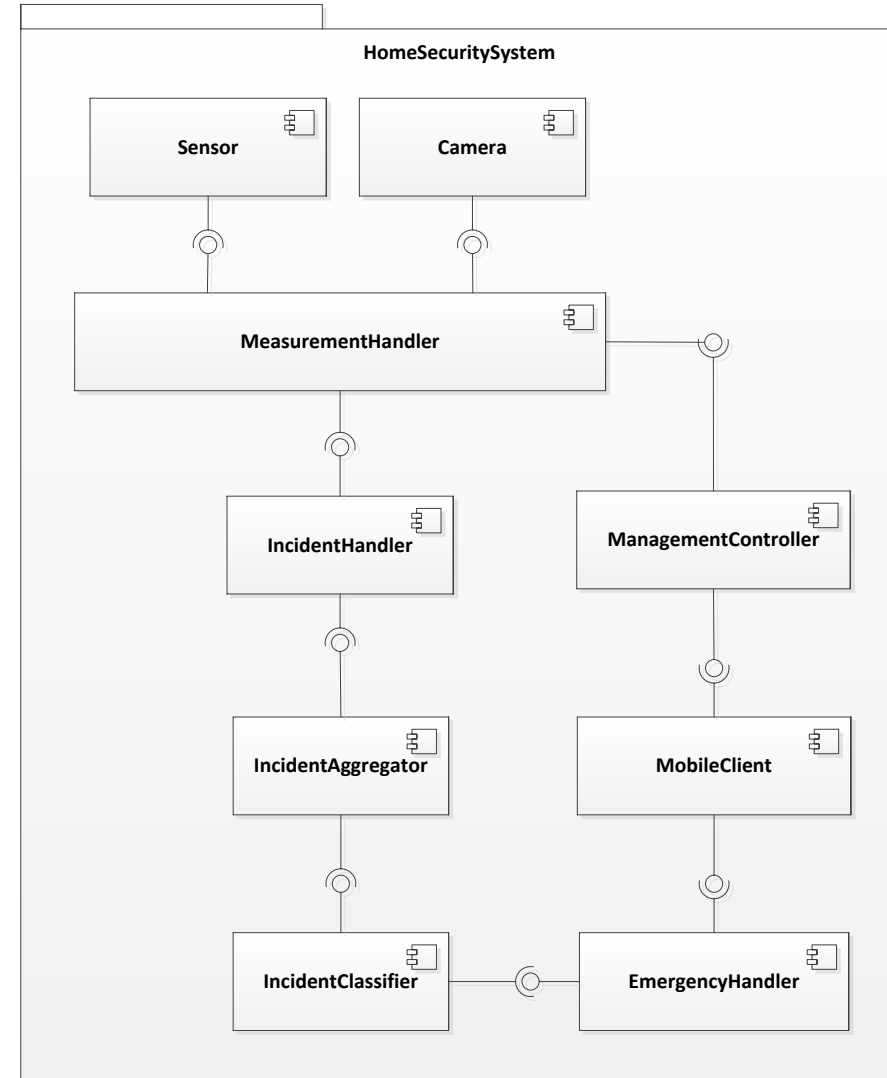 HomeSecuritySystem
Sensor
Camera
MeasurementHandler
IncidentHandler
ManagementController
IncidentAggregator
MobileClient
IncidentClassifier
EmergencyHandler